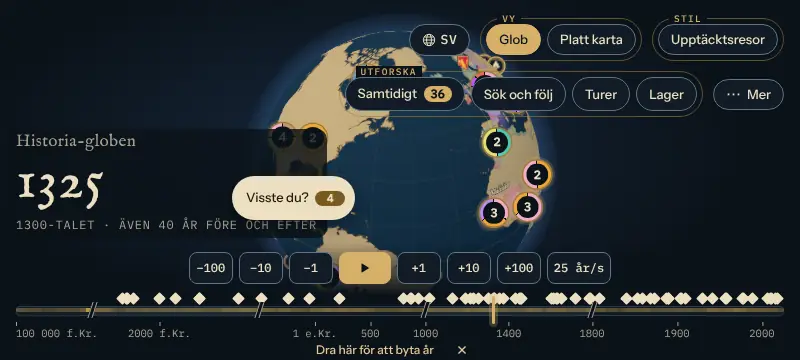 VY
STIL
SV
Glob
Platt karta
Upptäcktsresor
UTFORSKA
Samtidigt 36
Sök och följ
Turer
Lager
··· Mer
4
2
2
2
3
3
Historia-globen
1325
Visste du? 4
1300-TALET · ÄVEN 40 ÅR FÖRE OCH EFTER
−100
−10
−1
+1
+10
+100
25 år/s
100 000 f.Kr.
2000 f.Kr.
1 e.Kr.
500
1000
1400
1800
1900
2000
Dra här för att byta år ✕